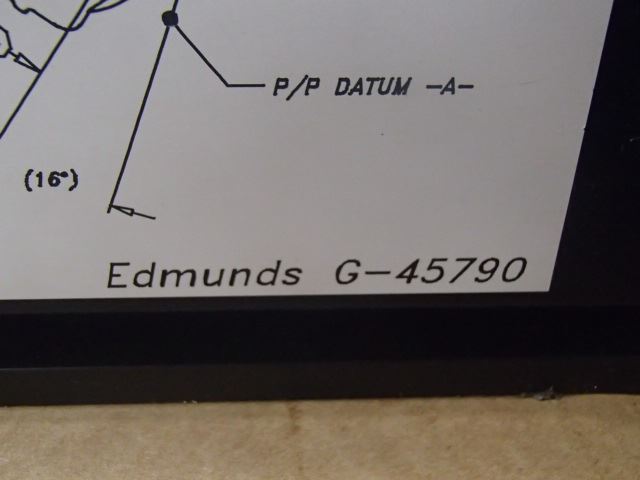 P/P DATUM -A-
(16°)
Edmunds G-45790